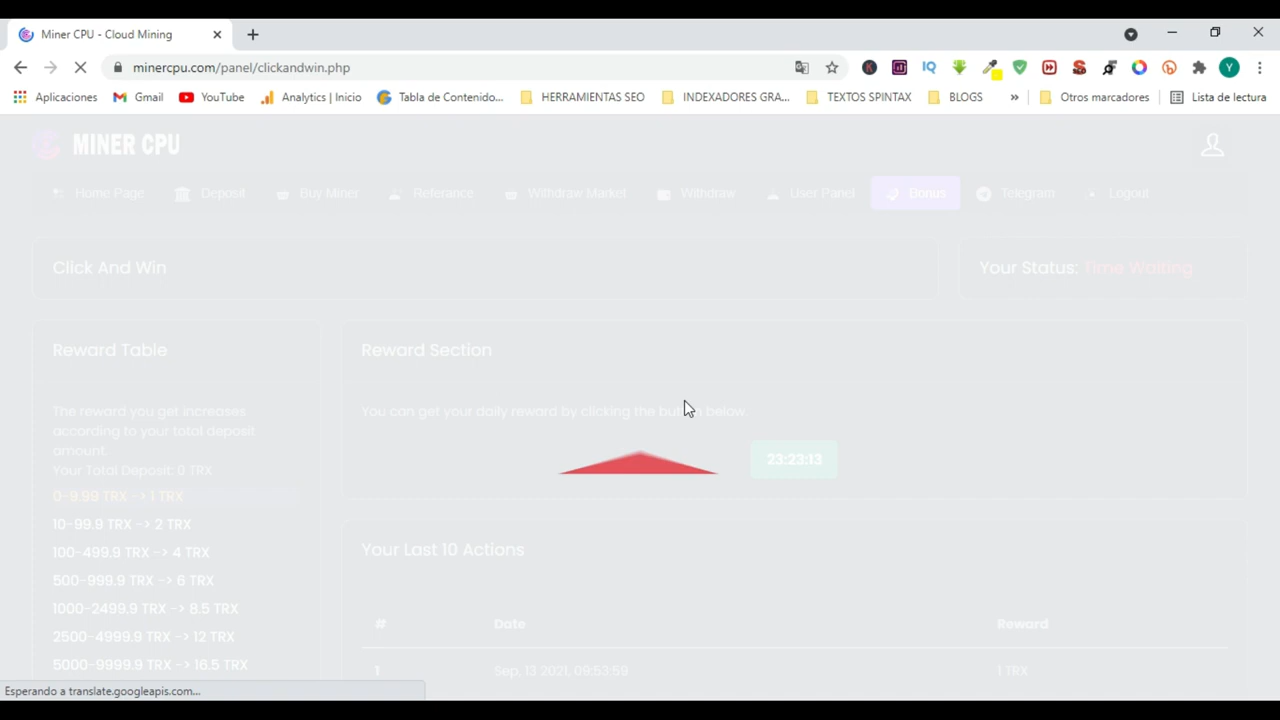 Miner CPU - Cloud Mining
minercpu.com/panel/clickandwin.php
Aplicaciones
Gmail
YouTube
Analytics | Inicio
Tabla de Contenido...
HERRAMIENTAS SEO
INDEXADORES GRA...
TEXTOS SPINTAX
BLOGS
»
Otros marcadores
Lista de lectura
MINER CPU
Home Page
Deposit
Buy Miner
Referance
Withdraw Market
Withdraw
User Panel
Bonus
Telegram
Logout
Click And Win
Your Status: Time Waiting
Reward Table
The reward you get increases
according to your total deposit
amount.
Your Total Deposit: 0 TRX
0-9.99 TRX -> 1 TRX
10-99.9 TRX -> 2 TRX
100-499.9 TRX -> 4 TRX
500-999.9 TRX -> 6 TRX
1000-2499.9 TRX -> 8.5 TRX
2500-4999.9 TRX -> 12 TRX
5000-9999.9 TRX -> 16.5 TRX
Reward Section
You can get your daily reward by clicking the button below.
23:23:13
Your Last 10 Actions
# Date Reward
1 Sep, 13 2021, 09:53:59 1 TRX
Esperando a translate.googleapis.com...